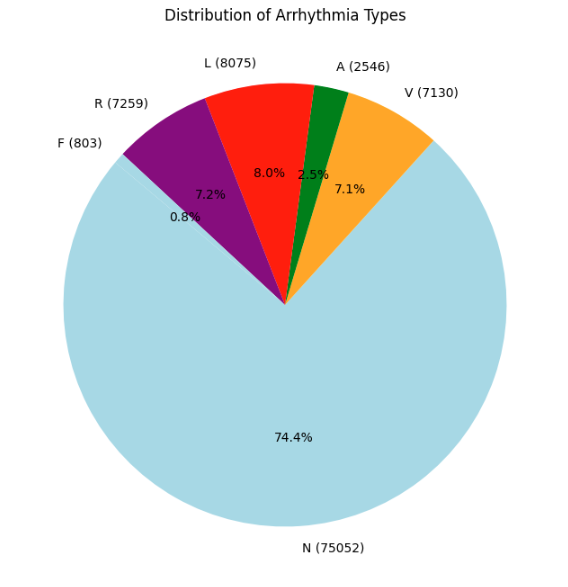 Distribution of Arrhythmia Types
L (8075)
A (2546)
V (7130)
R (7259)
F (803)
8.0%
2.5%
7.1%
7.2%
0.8%
74.4%
N (75052)